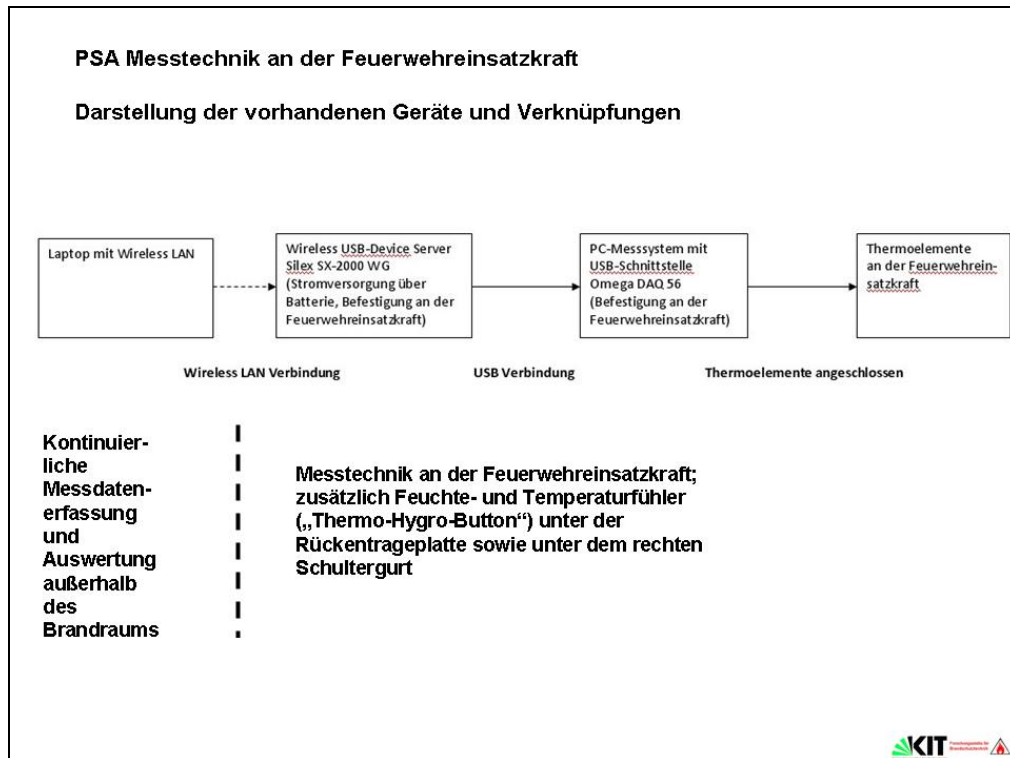 PSA Messtechnik an der Feuerwehreinsatzkraft
Darstellung der vorhandenen Geräte und Verknüpfungen
Laptop mit Wireless LAN
Wireless USB-Device Server
Silex SX-2000 WG
(Stromversorgung über
Batterie, Befestigung an der
Feuerwehreinsatzkraft)
PC-Messsystem mit
USB-Schnittstelle
Omega DAQ 56
(Befestigung an der
Feuerwehreinsatzkraft)
Thermoelemente
an der Feuerwehrein-
satzkraft
Wireless LAN Verbindung
USB Verbindung
Thermoelemente angeschlossen
Kontinuier-
liche
Messdaten-
erfassung
und
Auswertung
außerhalb
des
Brandraums
Messtechnik an der Feuerwehreinsatzkraft;
zusätzlich Feuchte- und Temperaturfühler
(„Thermo-Hygro-Button“) unter der
Rückentrageplatte sowie unter dem rechten
Schultergurt
KIT